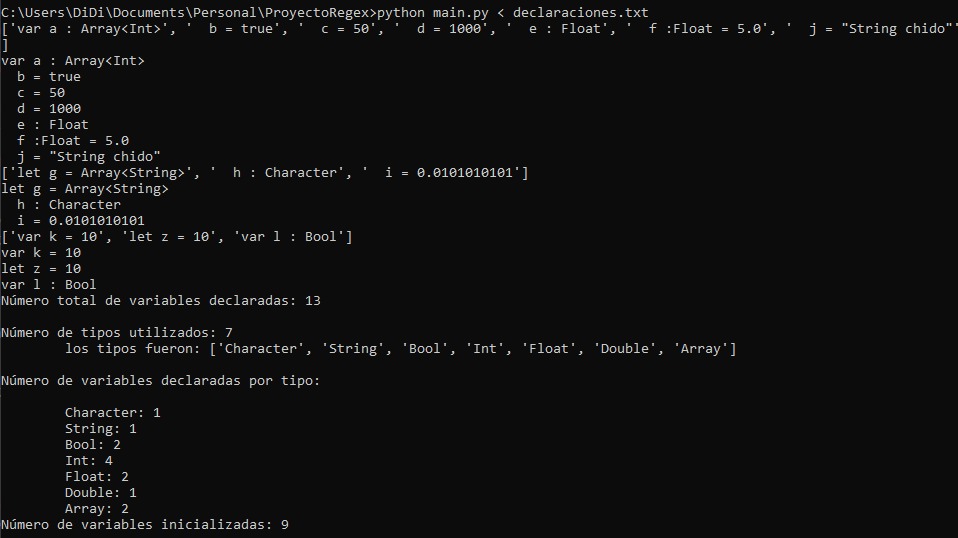 C:\Users\DiDi\Documents\Personal\ProyectoRegex>python main.py < declaraciones.txt
['var a : Array<Int>', '  b = true', '  c = 50', '  d = 1000', '  e : Float', '  f :Float = 5.0', '  j = "String chido"'
]
var a : Array<Int>
  b = true
  c = 50
  d = 1000
  e : Float
  f :Float = 5.0
  j = "String chido"
['let g = Array<String>', '  h : Character', '  i = 0.0101010101']
let g = Array<String>
  h : Character
  i = 0.0101010101
['var k = 10', 'let z = 10', 'var l : Bool']
var k = 10
let z = 10
var l : Bool
Número total de variables declaradas: 13

Número de tipos utilizados: 7
        los tipos fueron: ['Character', 'String', 'Bool', 'Int', 'Float', 'Double', 'Array']

Número de variables declaradas por tipo:

        Character: 1
        String: 1
        Bool: 2
        Int: 4
        Float: 2
        Double: 1
        Array: 2
Número de variables inicializadas: 9